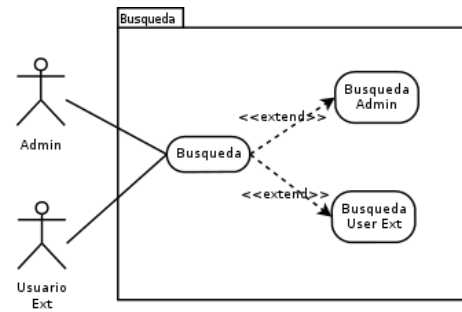 Busqueda
Busqueda
Admin
<<extend>>
Admin
Busqueda
<<extend>>
Busqueda
User Ext
Usuario
Ext